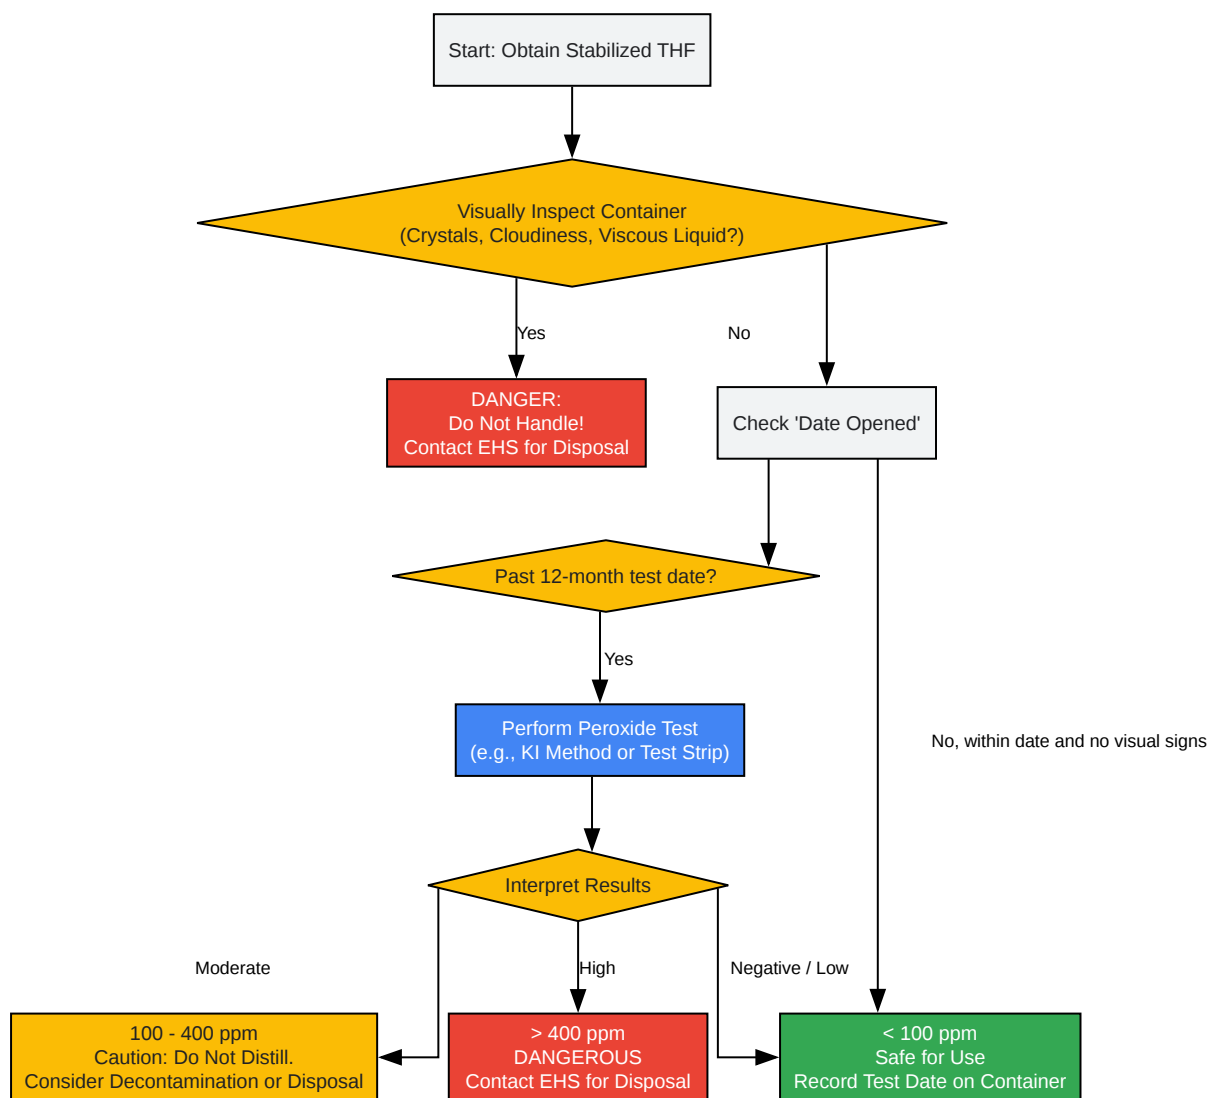 Start: Obtain Stabilized THF
Visually Inspect Container
(Crystals, Cloudiness, Viscous Liquid?)
Yes
No
DANGER:
Do Not Handle!
Contact EHS for Disposal
Check 'Date Opened'
Past 12-month test date?
Yes
Perform Peroxide Test
(e.g., KI Method or Test Strip)
No, within date and no visual signs
Interpret Results
Moderate
High
Negative / Low
100 - 400 ppm
Caution: Do Not Distill.
Consider Decontamination or Disposal
> 400 ppm
DANGEROUS
Contact EHS for Disposal
< 100 ppm
Safe for Use
Record Test Date on Container